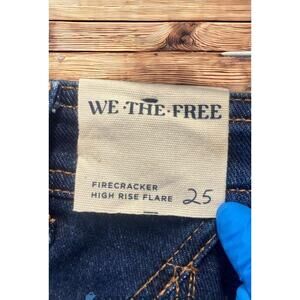 WE·THE·FREE
FIRECRACKER
HIGH RISE FLARE 25